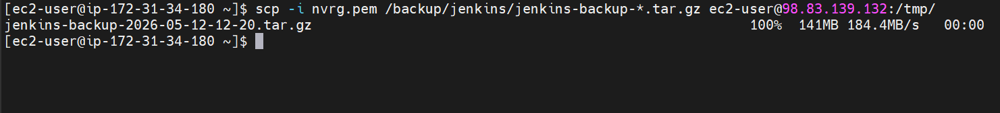 [ec2-user@ip-172-31-34-180 ~]$ scp -i nvrg.pem /backup/jenkins/jenkins-backup-*.tar.gz ec2-user@98.83.139.132:/tmp/
jenkins-backup-2026-05-12-12-20.tar.gz 100% 141MB 184.4MB/s 00:00
[ec2-user@ip-172-31-34-180 ~]$